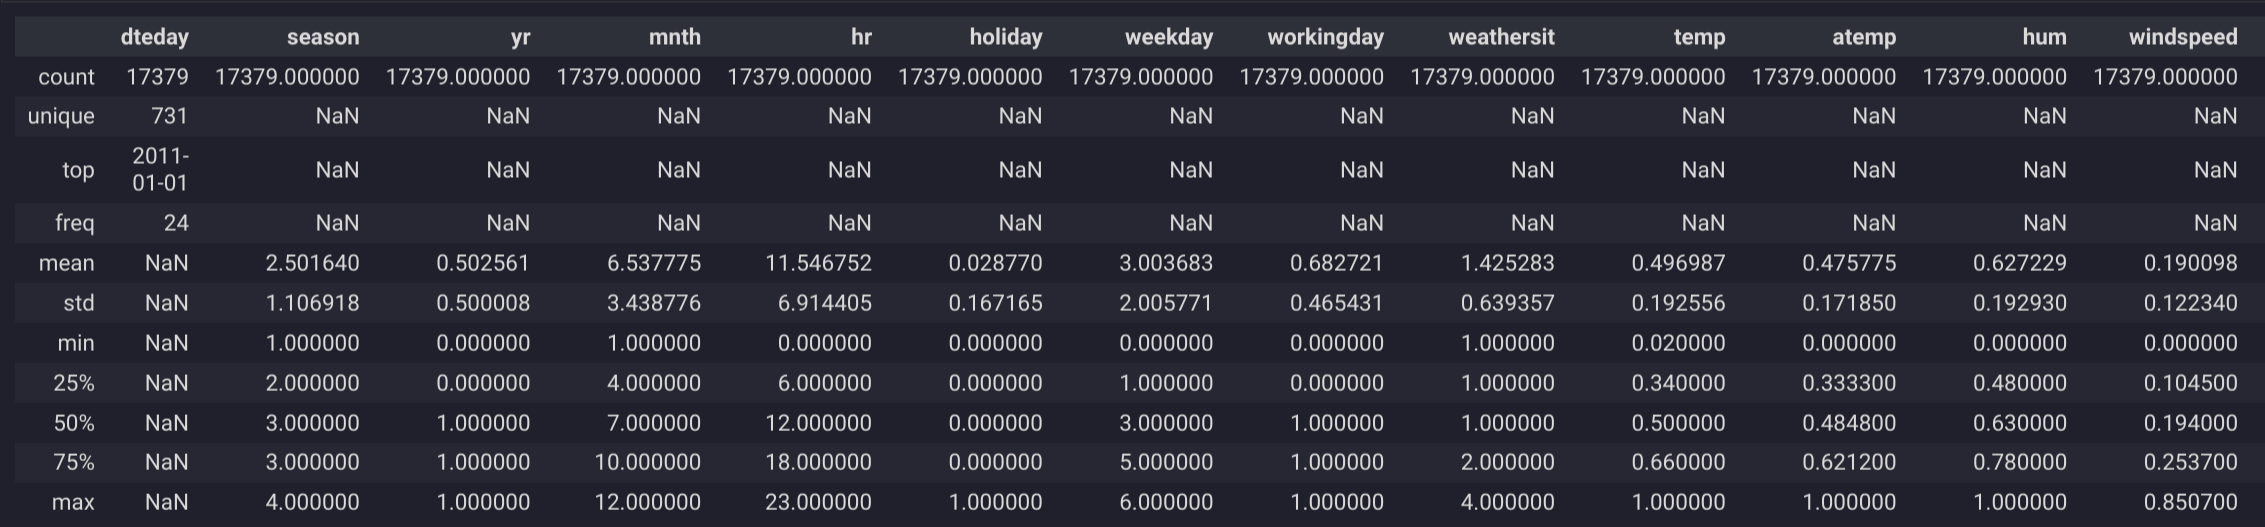 dteday season yr mnth hr holiday weekday workingday weathersit temp atemp hum windspeed
count 17379 17379.000000 17379.000000 17379.000000 17379.000000 17379.000000 17379.000000 17379.000000 17379.000000 17379.000000 17379.000000 17379.000000 17379.000000
unique 731 NaN NaN NaN NaN NaN NaN NaN NaN NaN NaN NaN NaN
top 2011-01-01 NaN NaN NaN NaN NaN NaN NaN NaN NaN NaN NaN NaN
freq 24 NaN NaN NaN NaN NaN NaN NaN NaN NaN NaN NaN NaN
mean NaN 2.501640 0.502561 6.537775 11.546752 0.028770 3.003683 0.682721 1.425283 0.496987 0.475775 0.627229 0.190098
std NaN 1.106918 0.500008 3.438776 6.914405 0.167165 2.005771 0.465431 0.639357 0.192556 0.171850 0.192930 0.122340
min NaN 1.000000 0.000000 1.000000 0.000000 0.000000 0.000000 0.000000 1.000000 0.020000 0.000000 0.000000 0.000000
25% NaN 2.000000 0.000000 4.000000 6.000000 0.000000 1.000000 0.000000 1.000000 0.340000 0.333300 0.480000 0.104500
50% NaN 3.000000 1.000000 7.000000 12.000000 0.000000 3.000000 1.000000 1.000000 0.500000 0.484800 0.630000 0.194000
75% NaN 3.000000 1.000000 10.000000 18.000000 0.000000 5.000000 1.000000 2.000000 0.660000 0.621200 0.780000 0.253700
max NaN 4.000000 1.000000 12.000000 23.000000 1.000000 6.000000 1.000000 4.000000 1.000000 1.000000 1.000000 0.850700